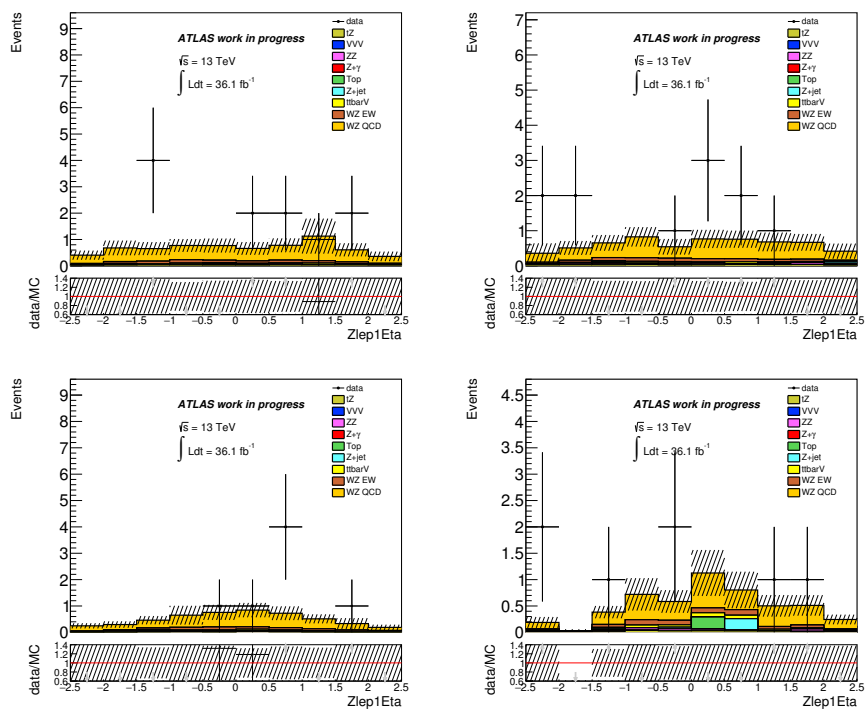 Events
9
8
7
6
5
4
3
2
1
0
ATLAS work in progress
√s = 13 TeV
∫ Ldt = 36.1 fb⁻¹
data
tZ
VVV
ZZ
Z+γ
Top
Z+jet
ttbarV
WZ EW
WZ QCD
data/MC
1.4
1.2
1
0.8
0.6
−2.5 −2 −1.5 −1 −0.5 0 0.5 1 1.5 2 2.5
Zlep1Eta
Events
7
6
5
4
3
2
1
0
ATLAS work in progress
√s = 13 TeV
∫ Ldt = 36.1 fb⁻¹
data
tZ
VVV
ZZ
Z+γ
Top
Z+jet
ttbarV
WZ EW
WZ QCD
data/MC
1.4
1.2
1
0.8
0.6
−2.5 −2 −1.5 −1 −0.5 0 0.5 1 1.5 2 2.5
Zlep1Eta
Events
9
8
7
6
5
4
3
2
1
0
ATLAS work in progress
√s = 13 TeV
∫ Ldt = 36.1 fb⁻¹
data
tZ
VVV
ZZ
Z+γ
Top
Z+jet
ttbarV
WZ EW
WZ QCD
data/MC
1.4
1.2
1
0.8
0.6
−2.5 −2 −1.5 −1 −0.5 0 0.5 1 1.5 2 2.5
Zlep1Eta
Events
4.5
4
3.5
3
2.5
2
1.5
1
0.5
0
ATLAS work in progress
√s = 13 TeV
∫ Ldt = 36.1 fb⁻¹
data
tZ
VVV
ZZ
Z+γ
Top
Z+jet
ttbarV
WZ EW
WZ QCD
data/MC
1.4
1.2
1
0.8
0.6
−2.5 −2 −1.5 −1 −0.5 0 0.5 1 1.5 2 2.5
Zlep1Eta